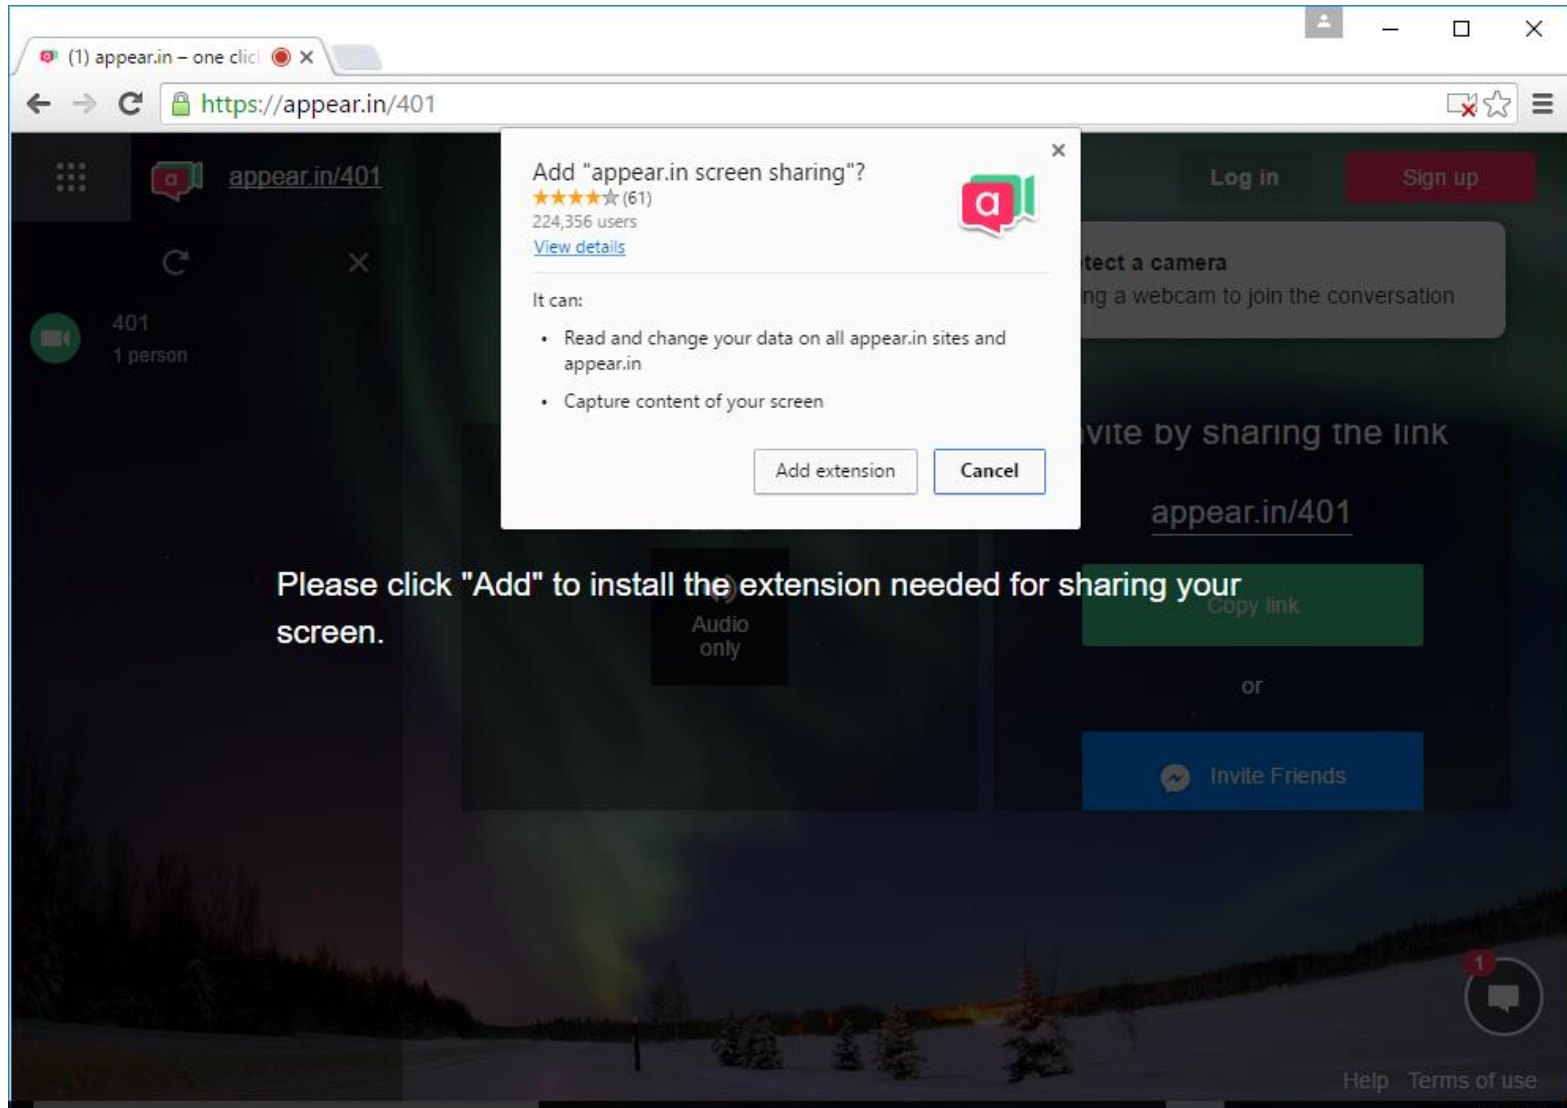 (1) appear.in – one clic
https://appear.in/401
appear.in/401
Log in
Sign up
Add "appear.in screen sharing"?
(61)
224,356 users
View details
It can:
• Read and change your data on all appear.in sites and
appear.in
• Capture content of your screen
Add extension
Cancel
tect a camera
ng a webcam to join the conversation
401
1 person
vite by sharing the link
appear.in/401
Please click "Add" to install the extension needed for sharing your
screen.
Audio
only
Copy link
or
Invite Friends
1
Help
Terms of use